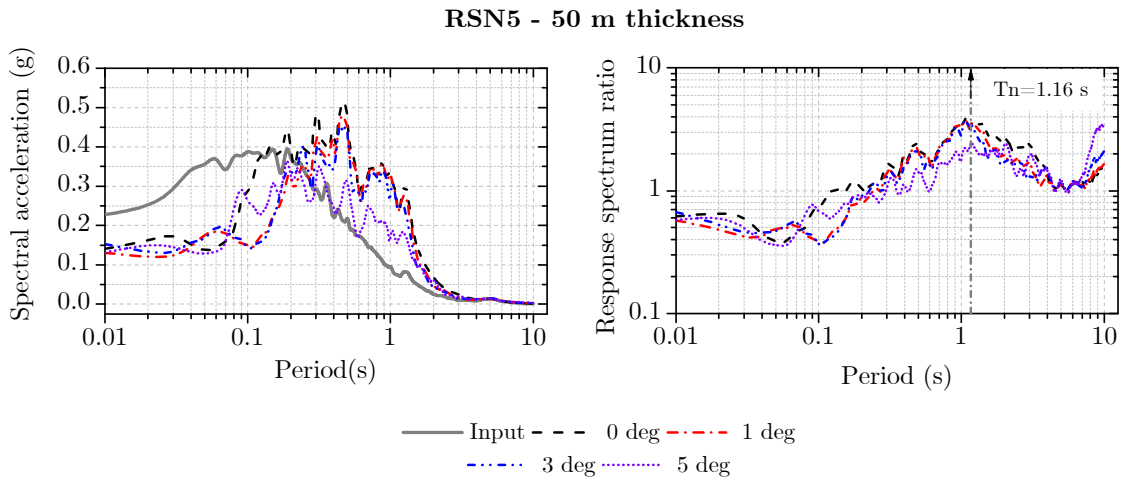 RSN5 - 50 m thickness
Spectral acceleration (g)
0.6
0.5
0.4
0.3
0.2
0.1
0.0
0.01
0.1
1
10
Period(s)
Response spectrum ratio
10
1
0.1
Tn=1.16 s
0.01
0.1
1
10
Period (s)
Input 0 deg 1 deg
3 deg 5 deg